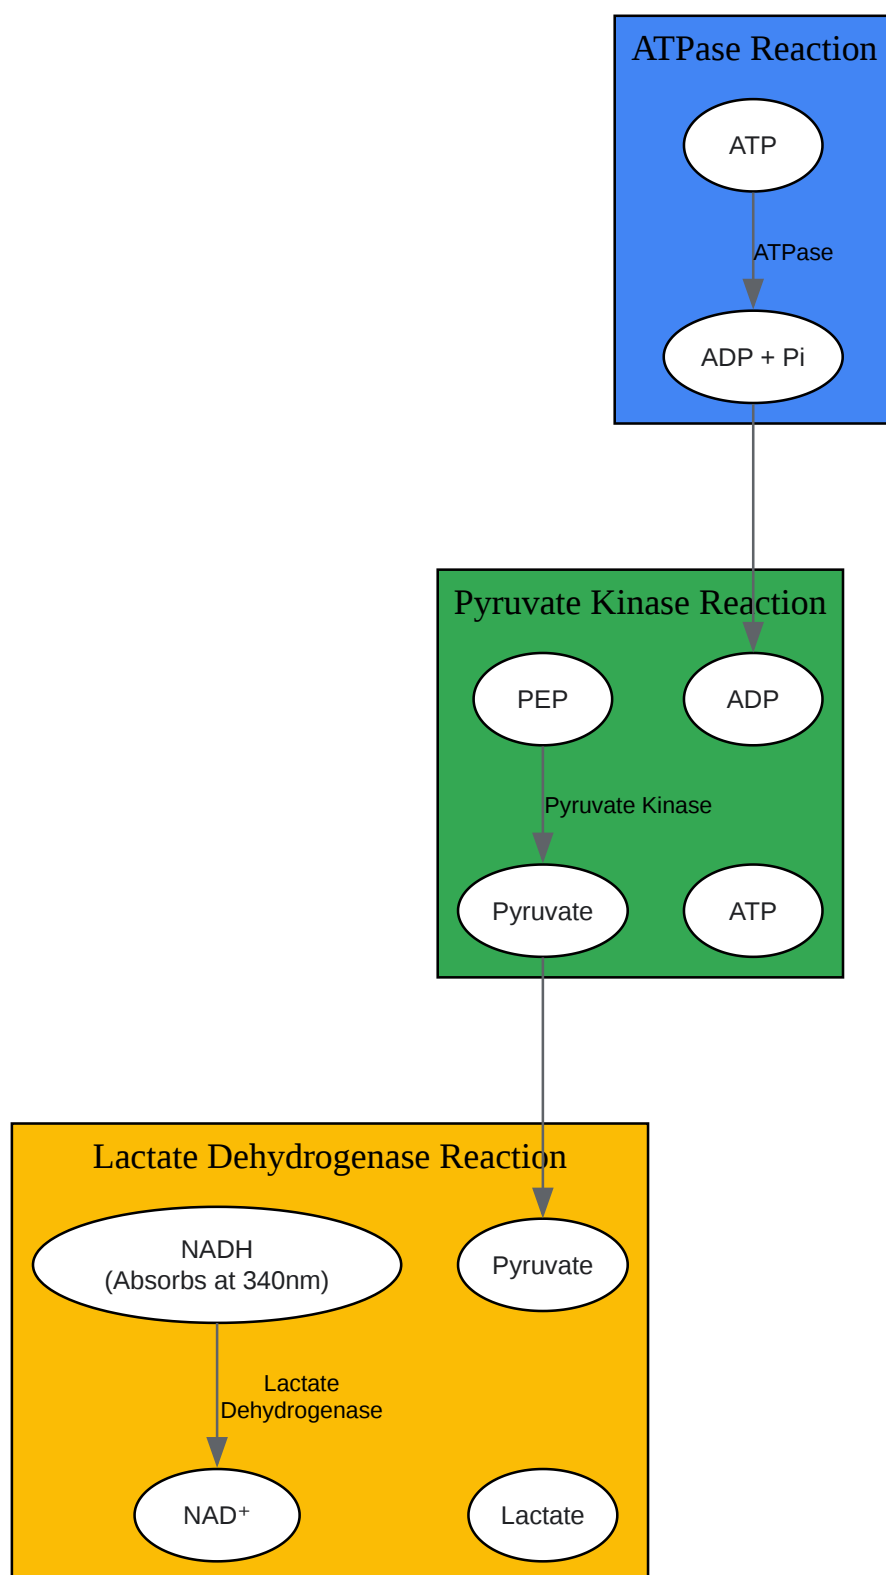 ATPase Reaction
ATP
ATPase
ADP + Pi
Pyruvate Kinase Reaction
PEP
ADP
Pyruvate Kinase
Pyruvate
ATP
Lactate Dehydrogenase Reaction
NADH
(Absorbs at 340nm)
Pyruvate
Lactate
Dehydrogenase
NAD⁺
Lactate